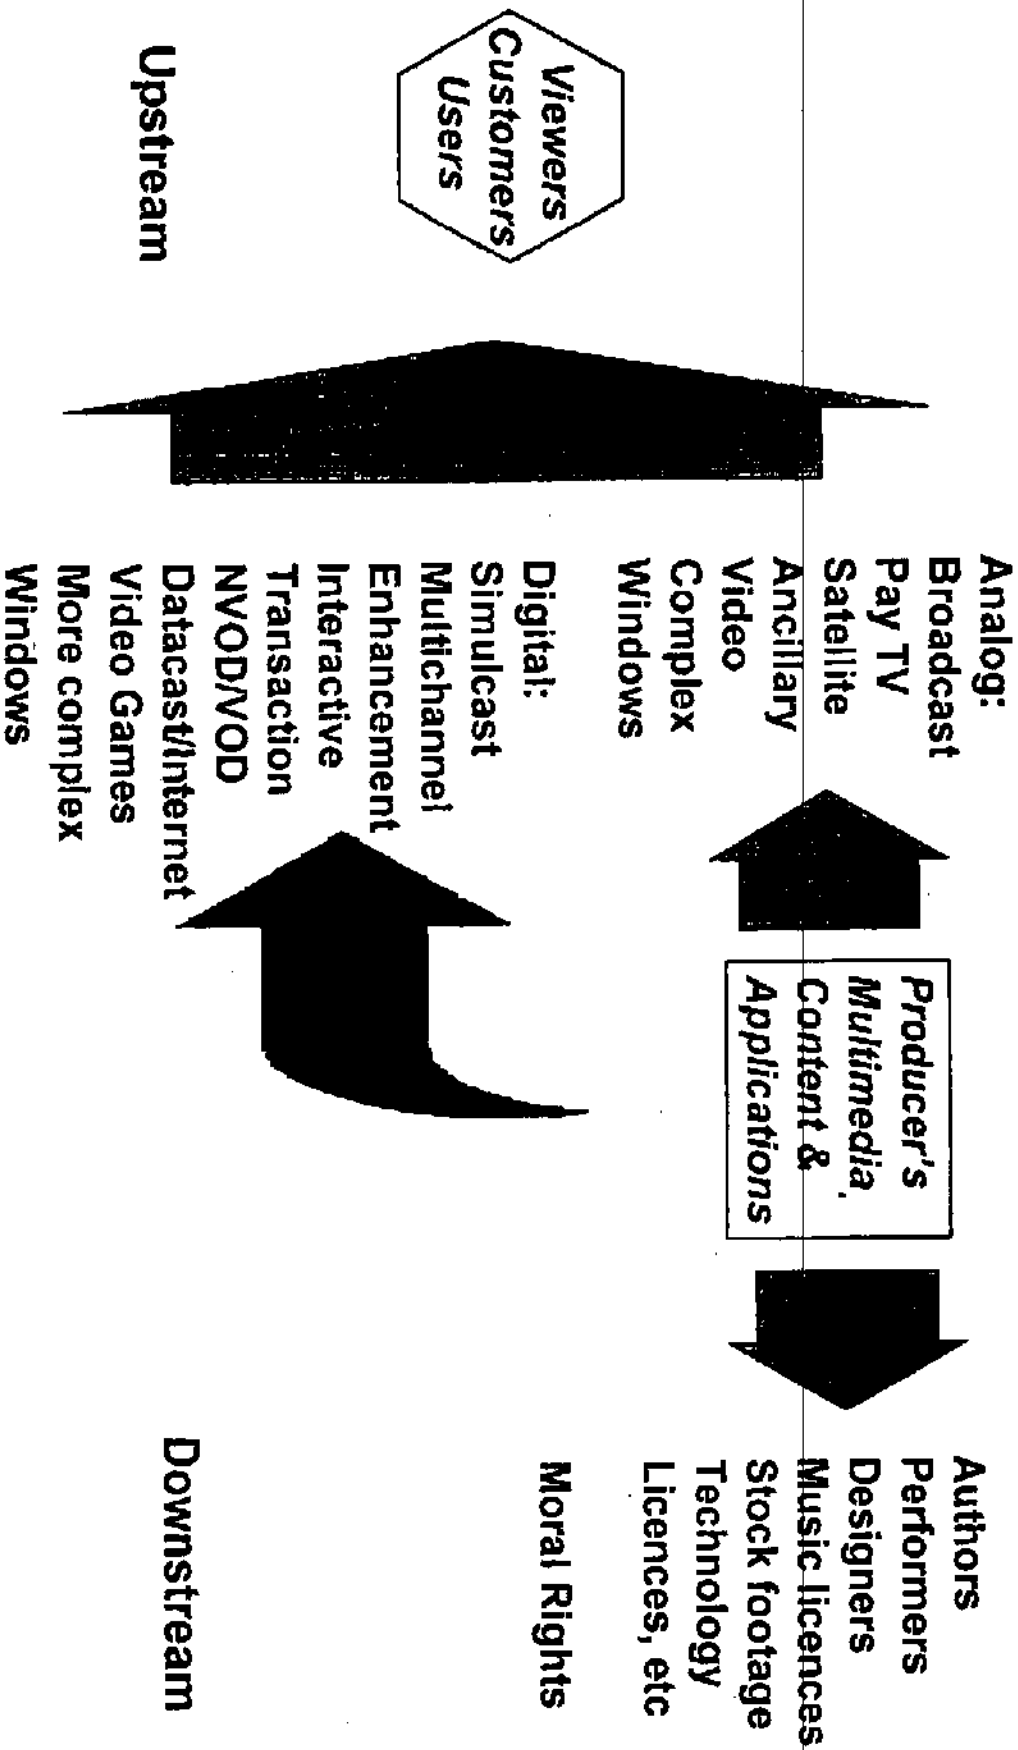 Viewers
Customers
Users
Upstream
Analog:
Broadcast
Pay TV
Satellite
Ancillary
Video
Complex
Windows
Digital:
Simulcast
Multichannel
Enhancement
Interactive
Transaction
NVOD/VOD
Datacast/Internet
Video Games
More complex
Windows
Producer's
Multimedia
Content &
Applications
Authors
Performers
Designers
Music licences
Stock footage
Technology
Licences, etc
Moral Rights
Downstream